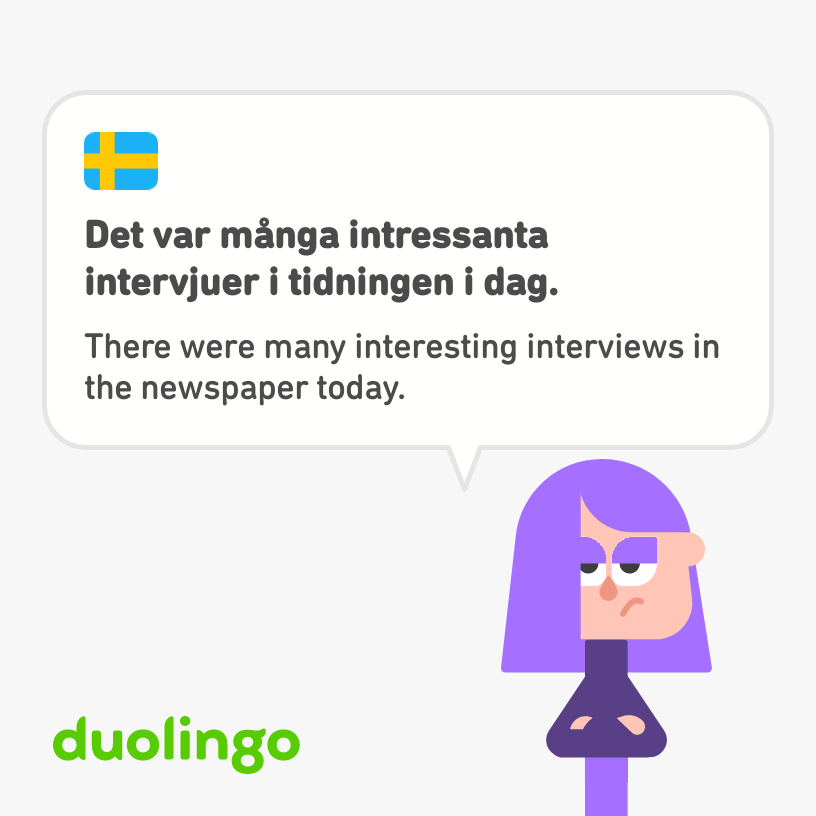 Det var många intressanta
intervjuer i tidningen i dag.
There were many interesting interviews in
the newspaper today.
duolingo